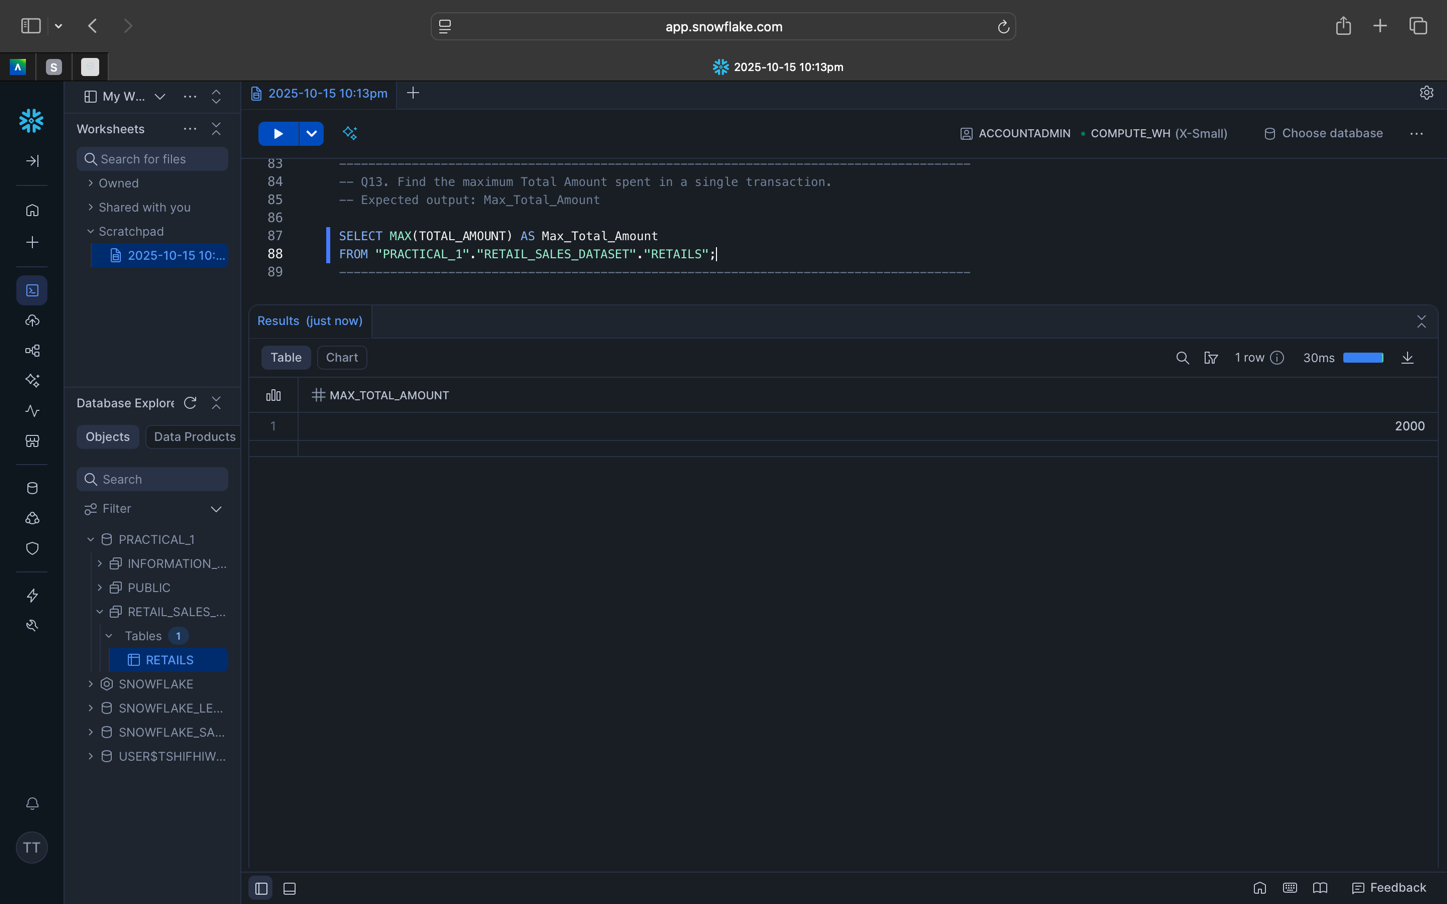 app.snowflake.com
S
2025-10-15 10:13pm
My W...
2025-10-15 10:13pm
Worksheets
Search for files
Owned
Shared with you
Scratchpad
2025-10-15 10:...
ACCOUNTADMIN
COMPUTE_WH (X-Small)
Choose database
83 --------------------------------------------------------------------------------------
84 -- Q13. Find the maximum Total Amount spent in a single transaction.
85 -- Expected output: Max_Total_Amount
86
87 SELECT MAX(TOTAL_AMOUNT) AS Max_Total_Amount
88 FROM "PRACTICAL_1"."RETAIL_SALES_DATASET"."RETAILS";
89 --------------------------------------------------------------------------------------
Results (just now)
Table
Chart
1 row
30ms
MAX_TOTAL_AMOUNT
1 2000
Database Explore
Objects
Data Products
Search
Filter
PRACTICAL_1
INFORMATION_...
PUBLIC
RETAIL_SALES_...
Tables 1
RETAILS
SNOWFLAKE
SNOWFLAKE_LE...
SNOWFLAKE_SA...
USER$TSHIFHIW...
TT
Feedback